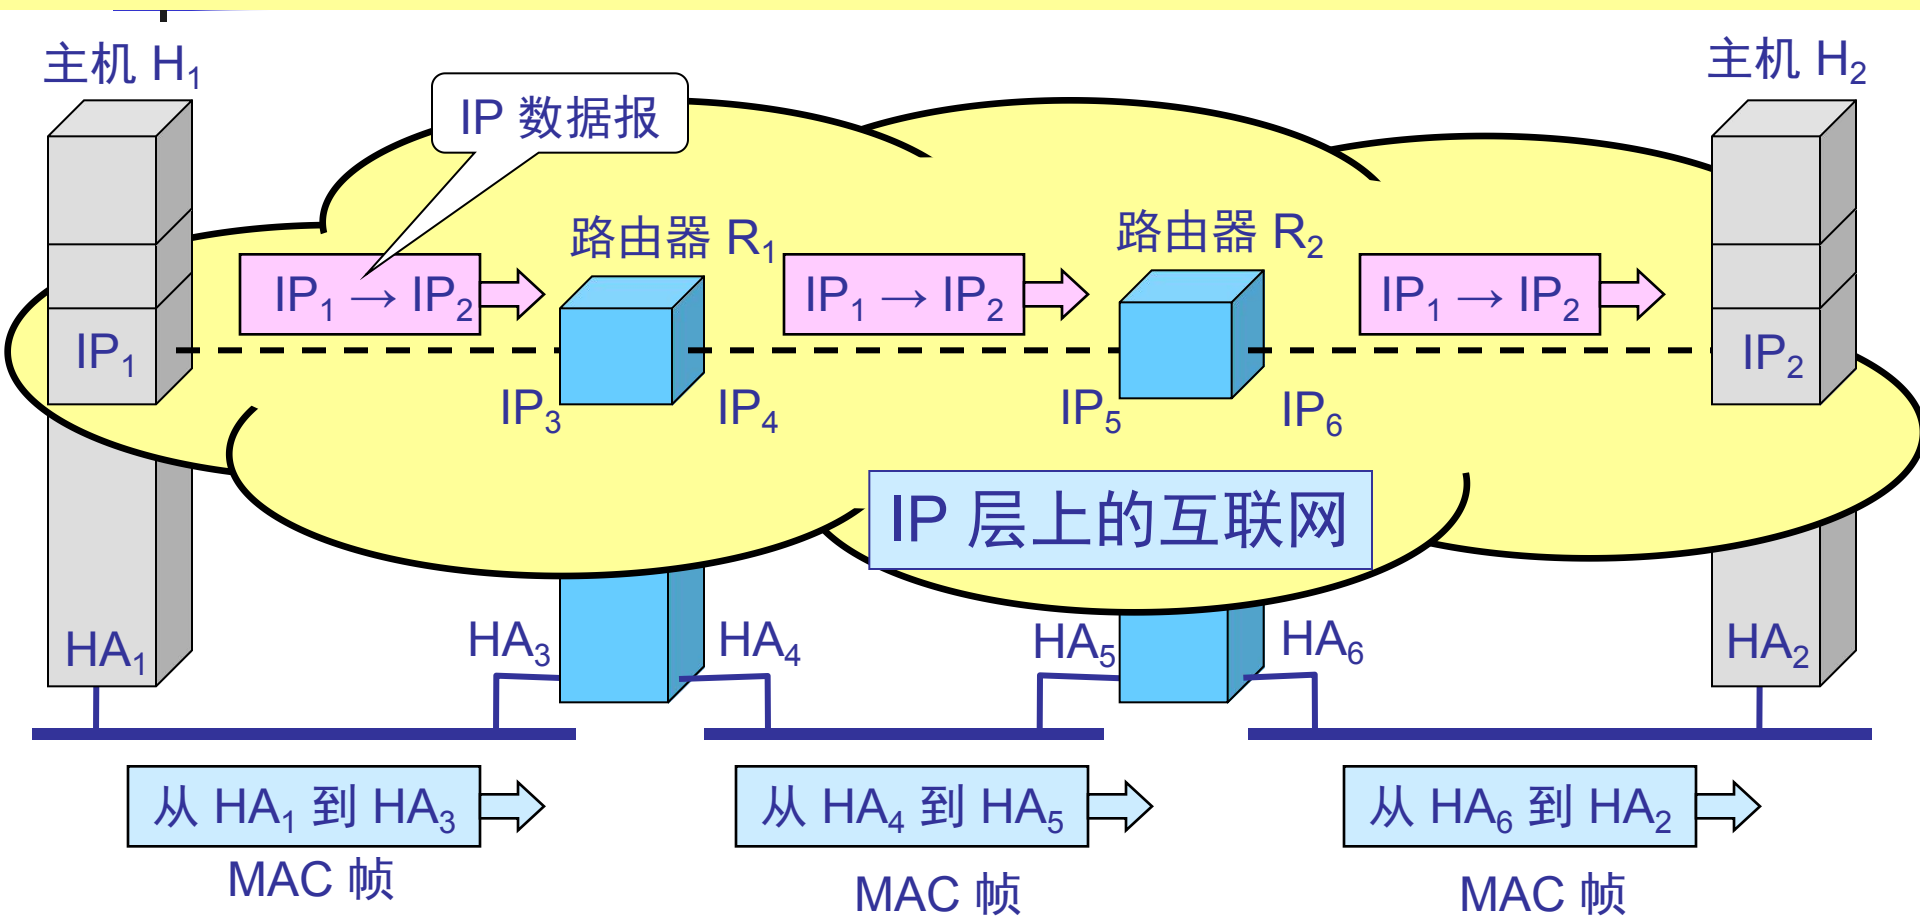 主机 H₁
主机 H₂
IP 数据报
路由器 R₁
路由器 R₂
IP₁ → IP₂
IP₁ → IP₂
IP₁ → IP₂
IP₁
IP₂
IP₃
IP₄
IP₅
IP₆
IP 层上的互联网
HA₁
HA₃
HA₄
HA₅
HA₆
HA₂
从 HA₁ 到 HA₃
从 HA₄ 到 HA₅
从 HA₆ 到 HA₂
MAC 帧
MAC 帧
MAC 帧